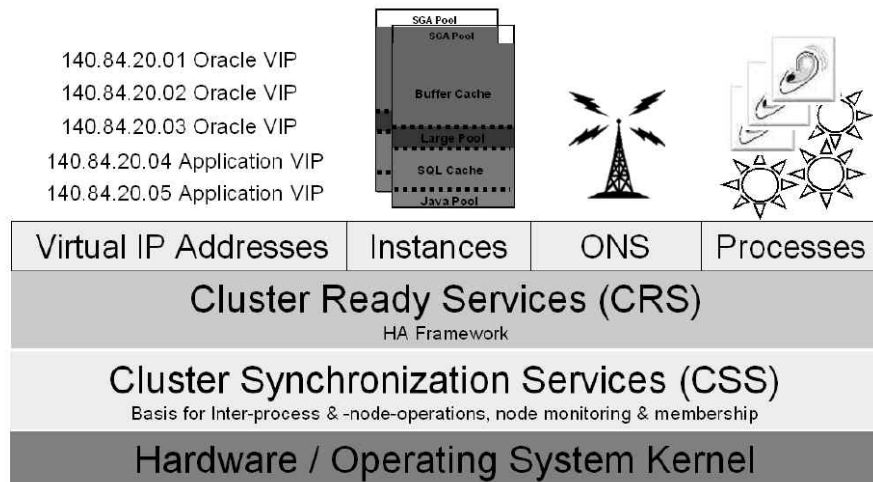 140.84.20.01 Oracle VIP
140.84.20.02 Oracle VIP
140.84.20.03 Oracle VIP
140.84.20.04 Application VIP
140.84.20.05 Application VIP
SGA Pool
SGA Pool
Buffer Cache
Large Pool
SQL Cache
Java Pool
Virtual IP Addresses
Instances
ONS
Processes
Cluster Ready Services (CRS)
HA Framework
Cluster Synchronization Services (CSS)
Basis for Inter-process & -node-operations, node monitoring & membership
Hardware / Operating System Kernel